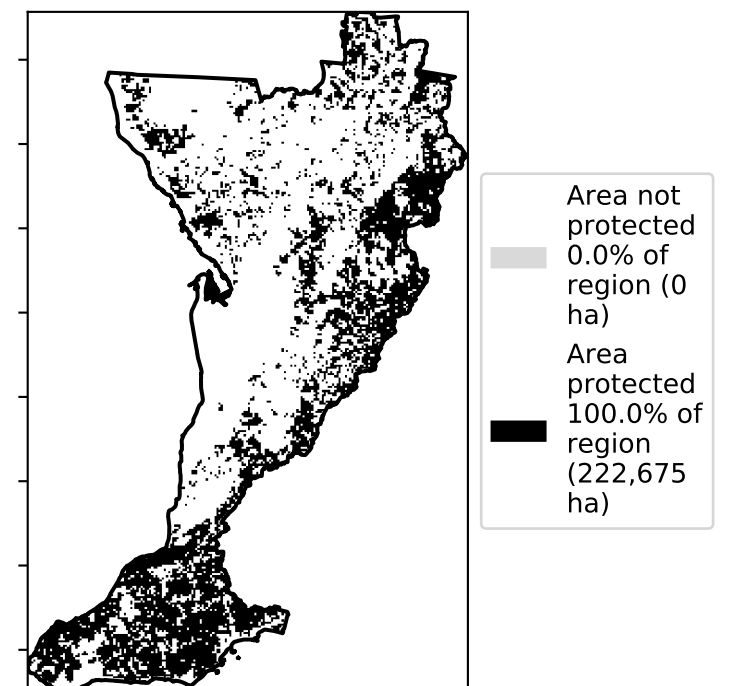 Area not
protected
0.0% of
region (0
ha)
Area
protected
100.0% of
region
(222,675
ha)